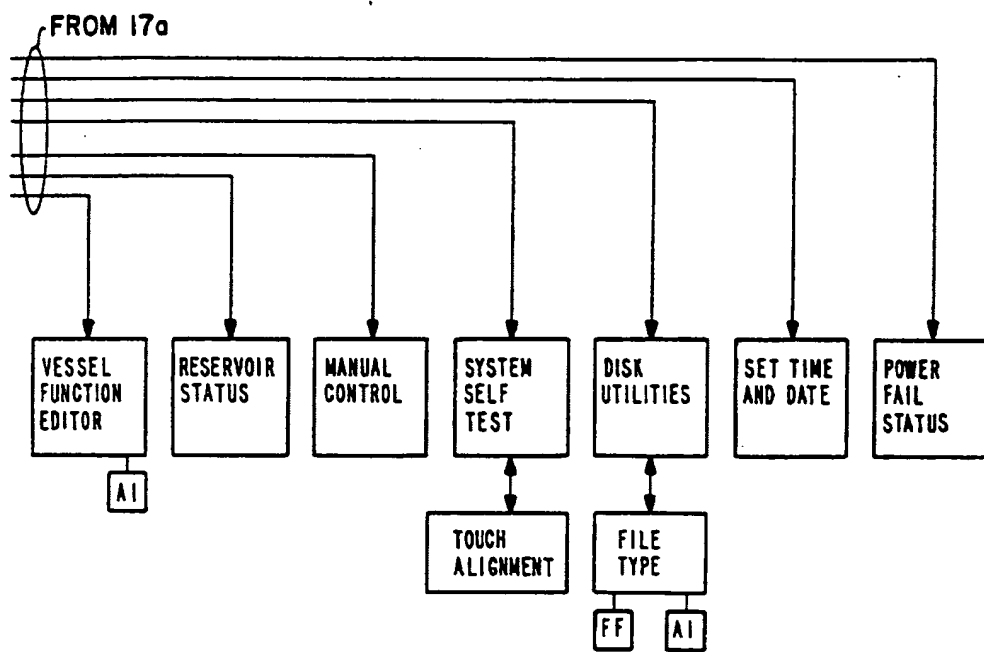 FROM 17a
VESSEL
FUNCTION
EDITOR
RESERVOIR
STATUS
MANUAL
CONTROL
SYSTEM
SELF
TEST
DISK
UTILITIES
SET TIME
AND DATE
POWER
FAIL
STATUS
AI
TOUCH
ALIGNMENT
FILE
TYPE
FF
AI